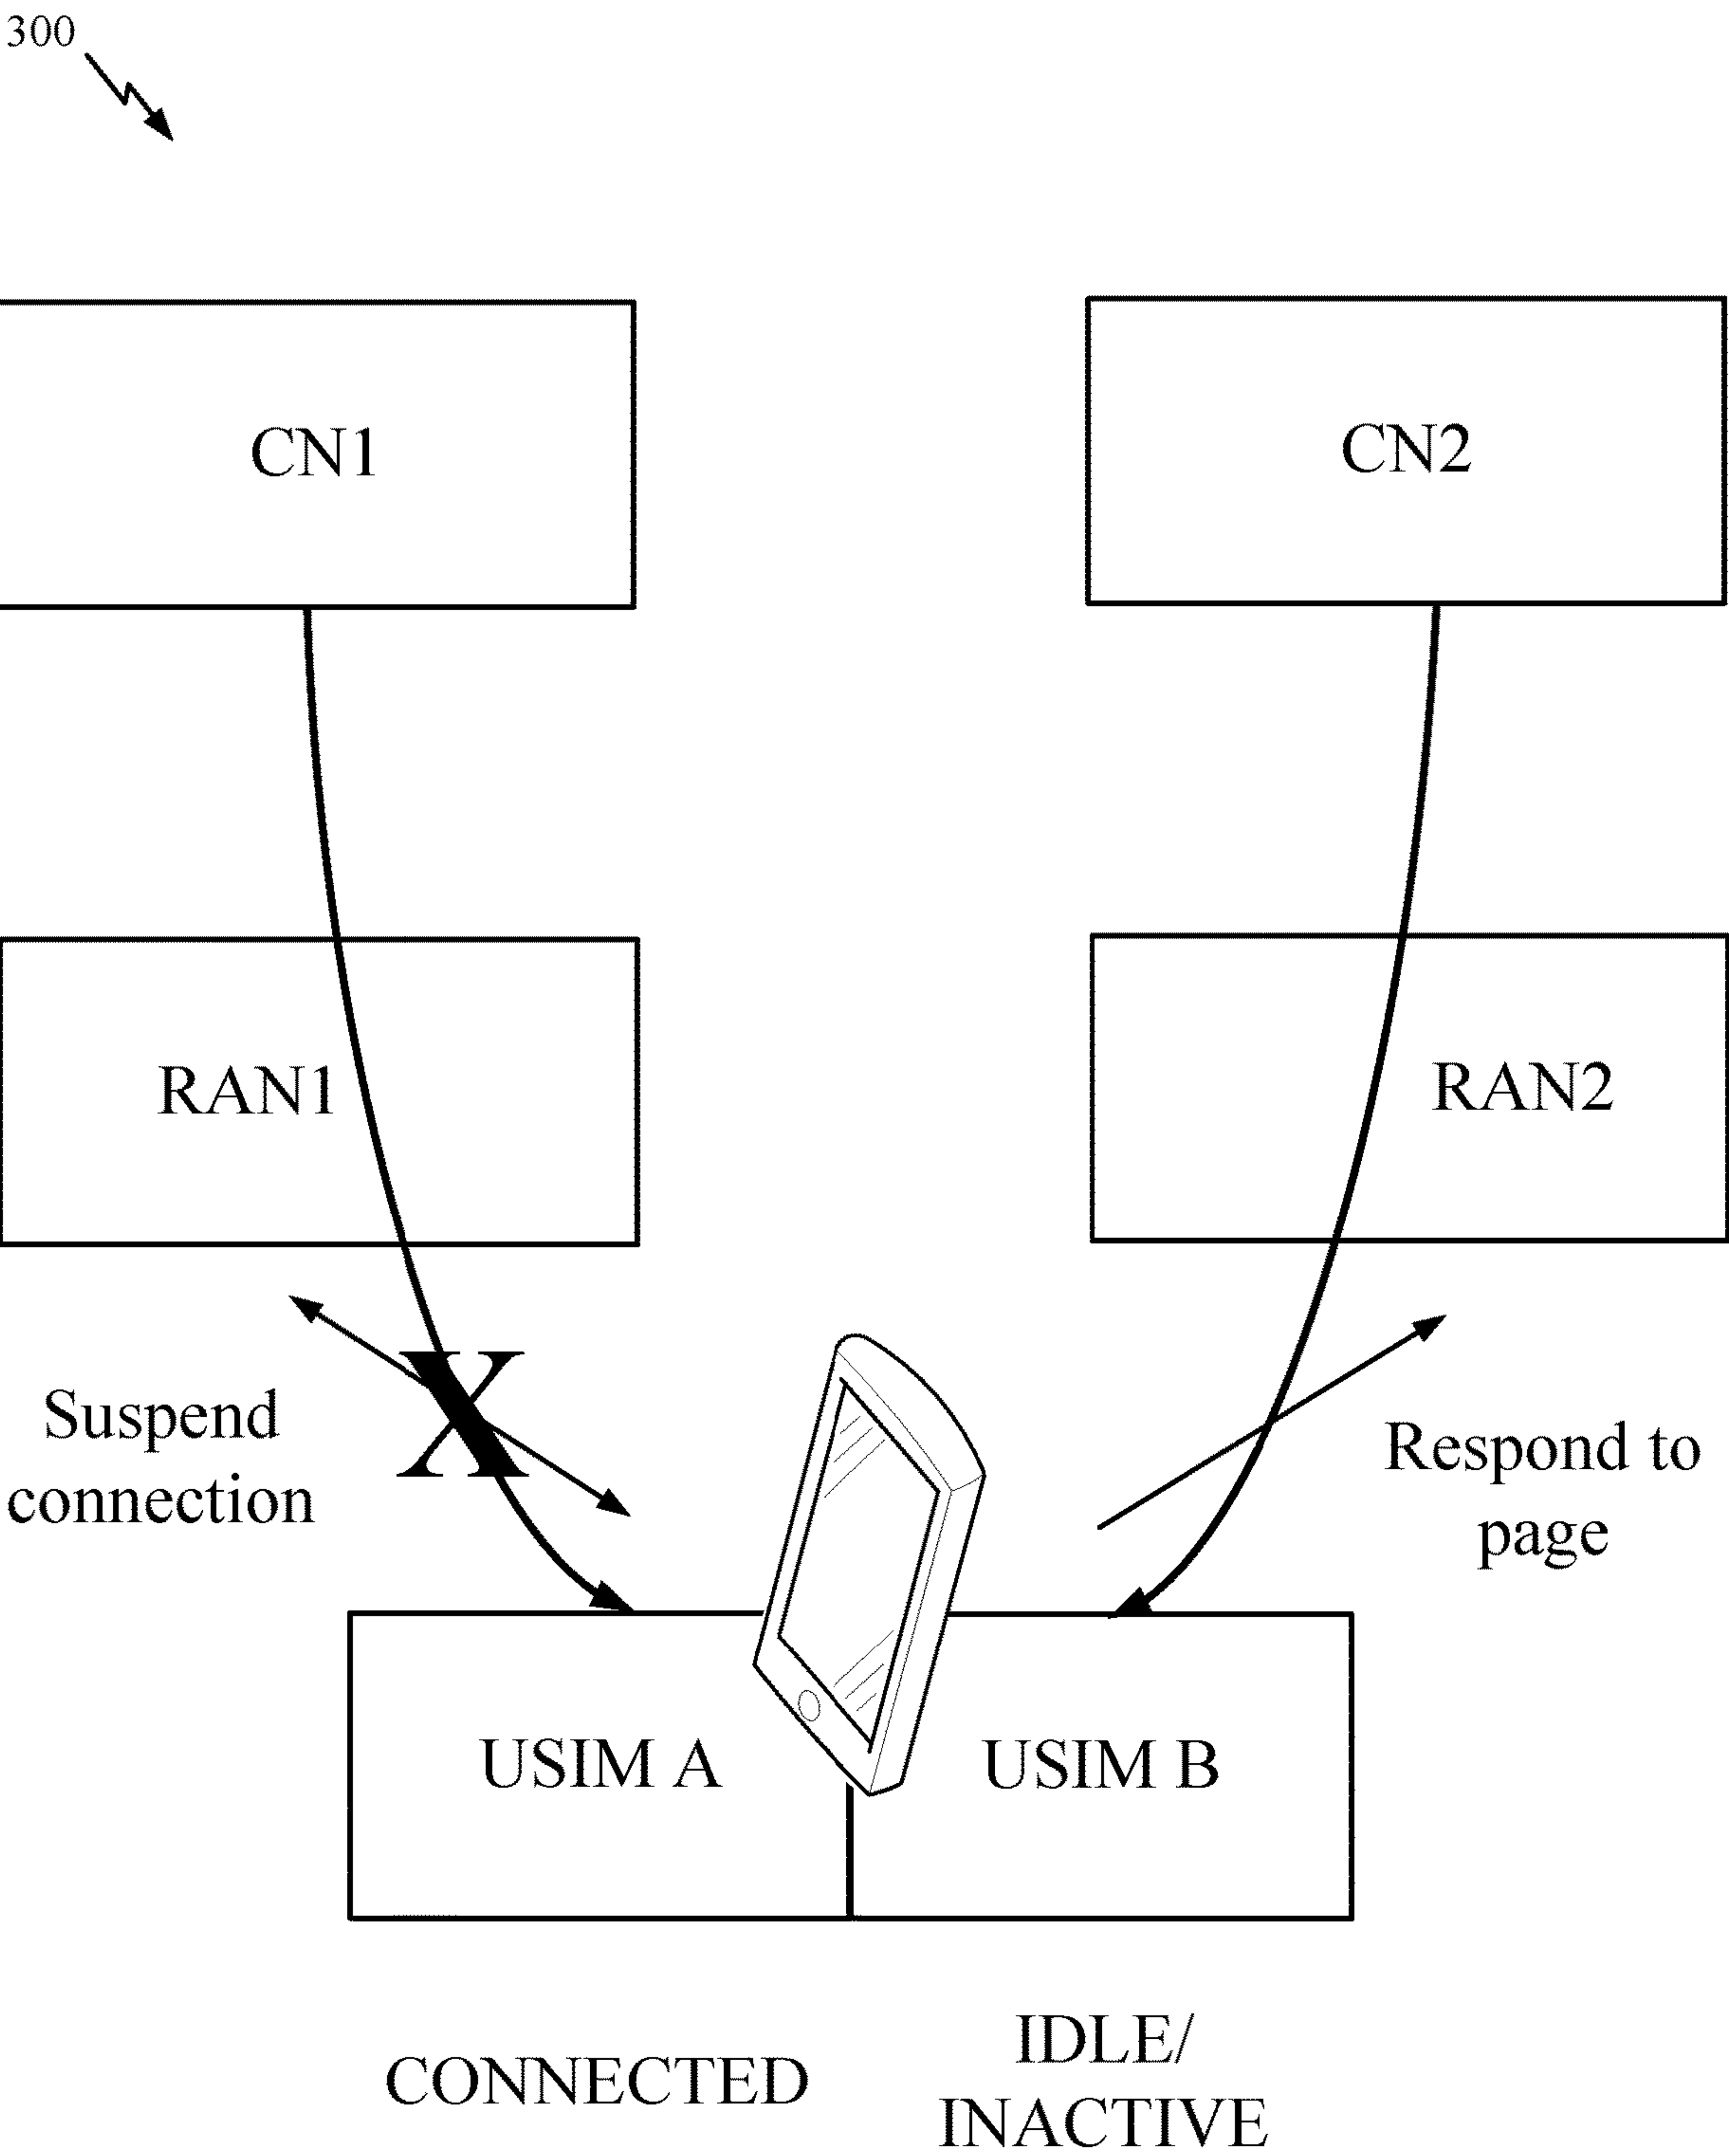 300
CN1
CN2
RAN1
RAN2
Suspend
connection
X
Respond to
page
USIM A
USIM B
CONNECTED
IDLE/
INACTIVE